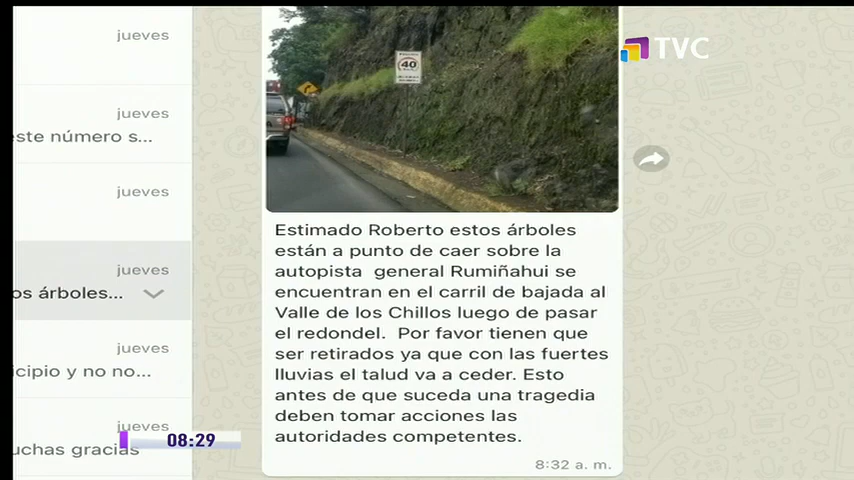 jueves
TVC
40
jueves
este número s...
jueves
Estimado Roberto estos árboles
están a punto de caer sobre la
autopista  general Rumiñahui se
encuentran en el carril de bajada al
Valle de los Chillos luego de pasar
el redondel.  Por favor tienen que
ser retirados ya que con las fuertes
lluvias el talud va a ceder. Esto
antes de que suceda una tragedia
deben tomar acciones las
autoridades competentes.
8:32 a. m.
jueves
os árboles...
jueves
icipio y no no...
jueves
uchas gracias
08:29